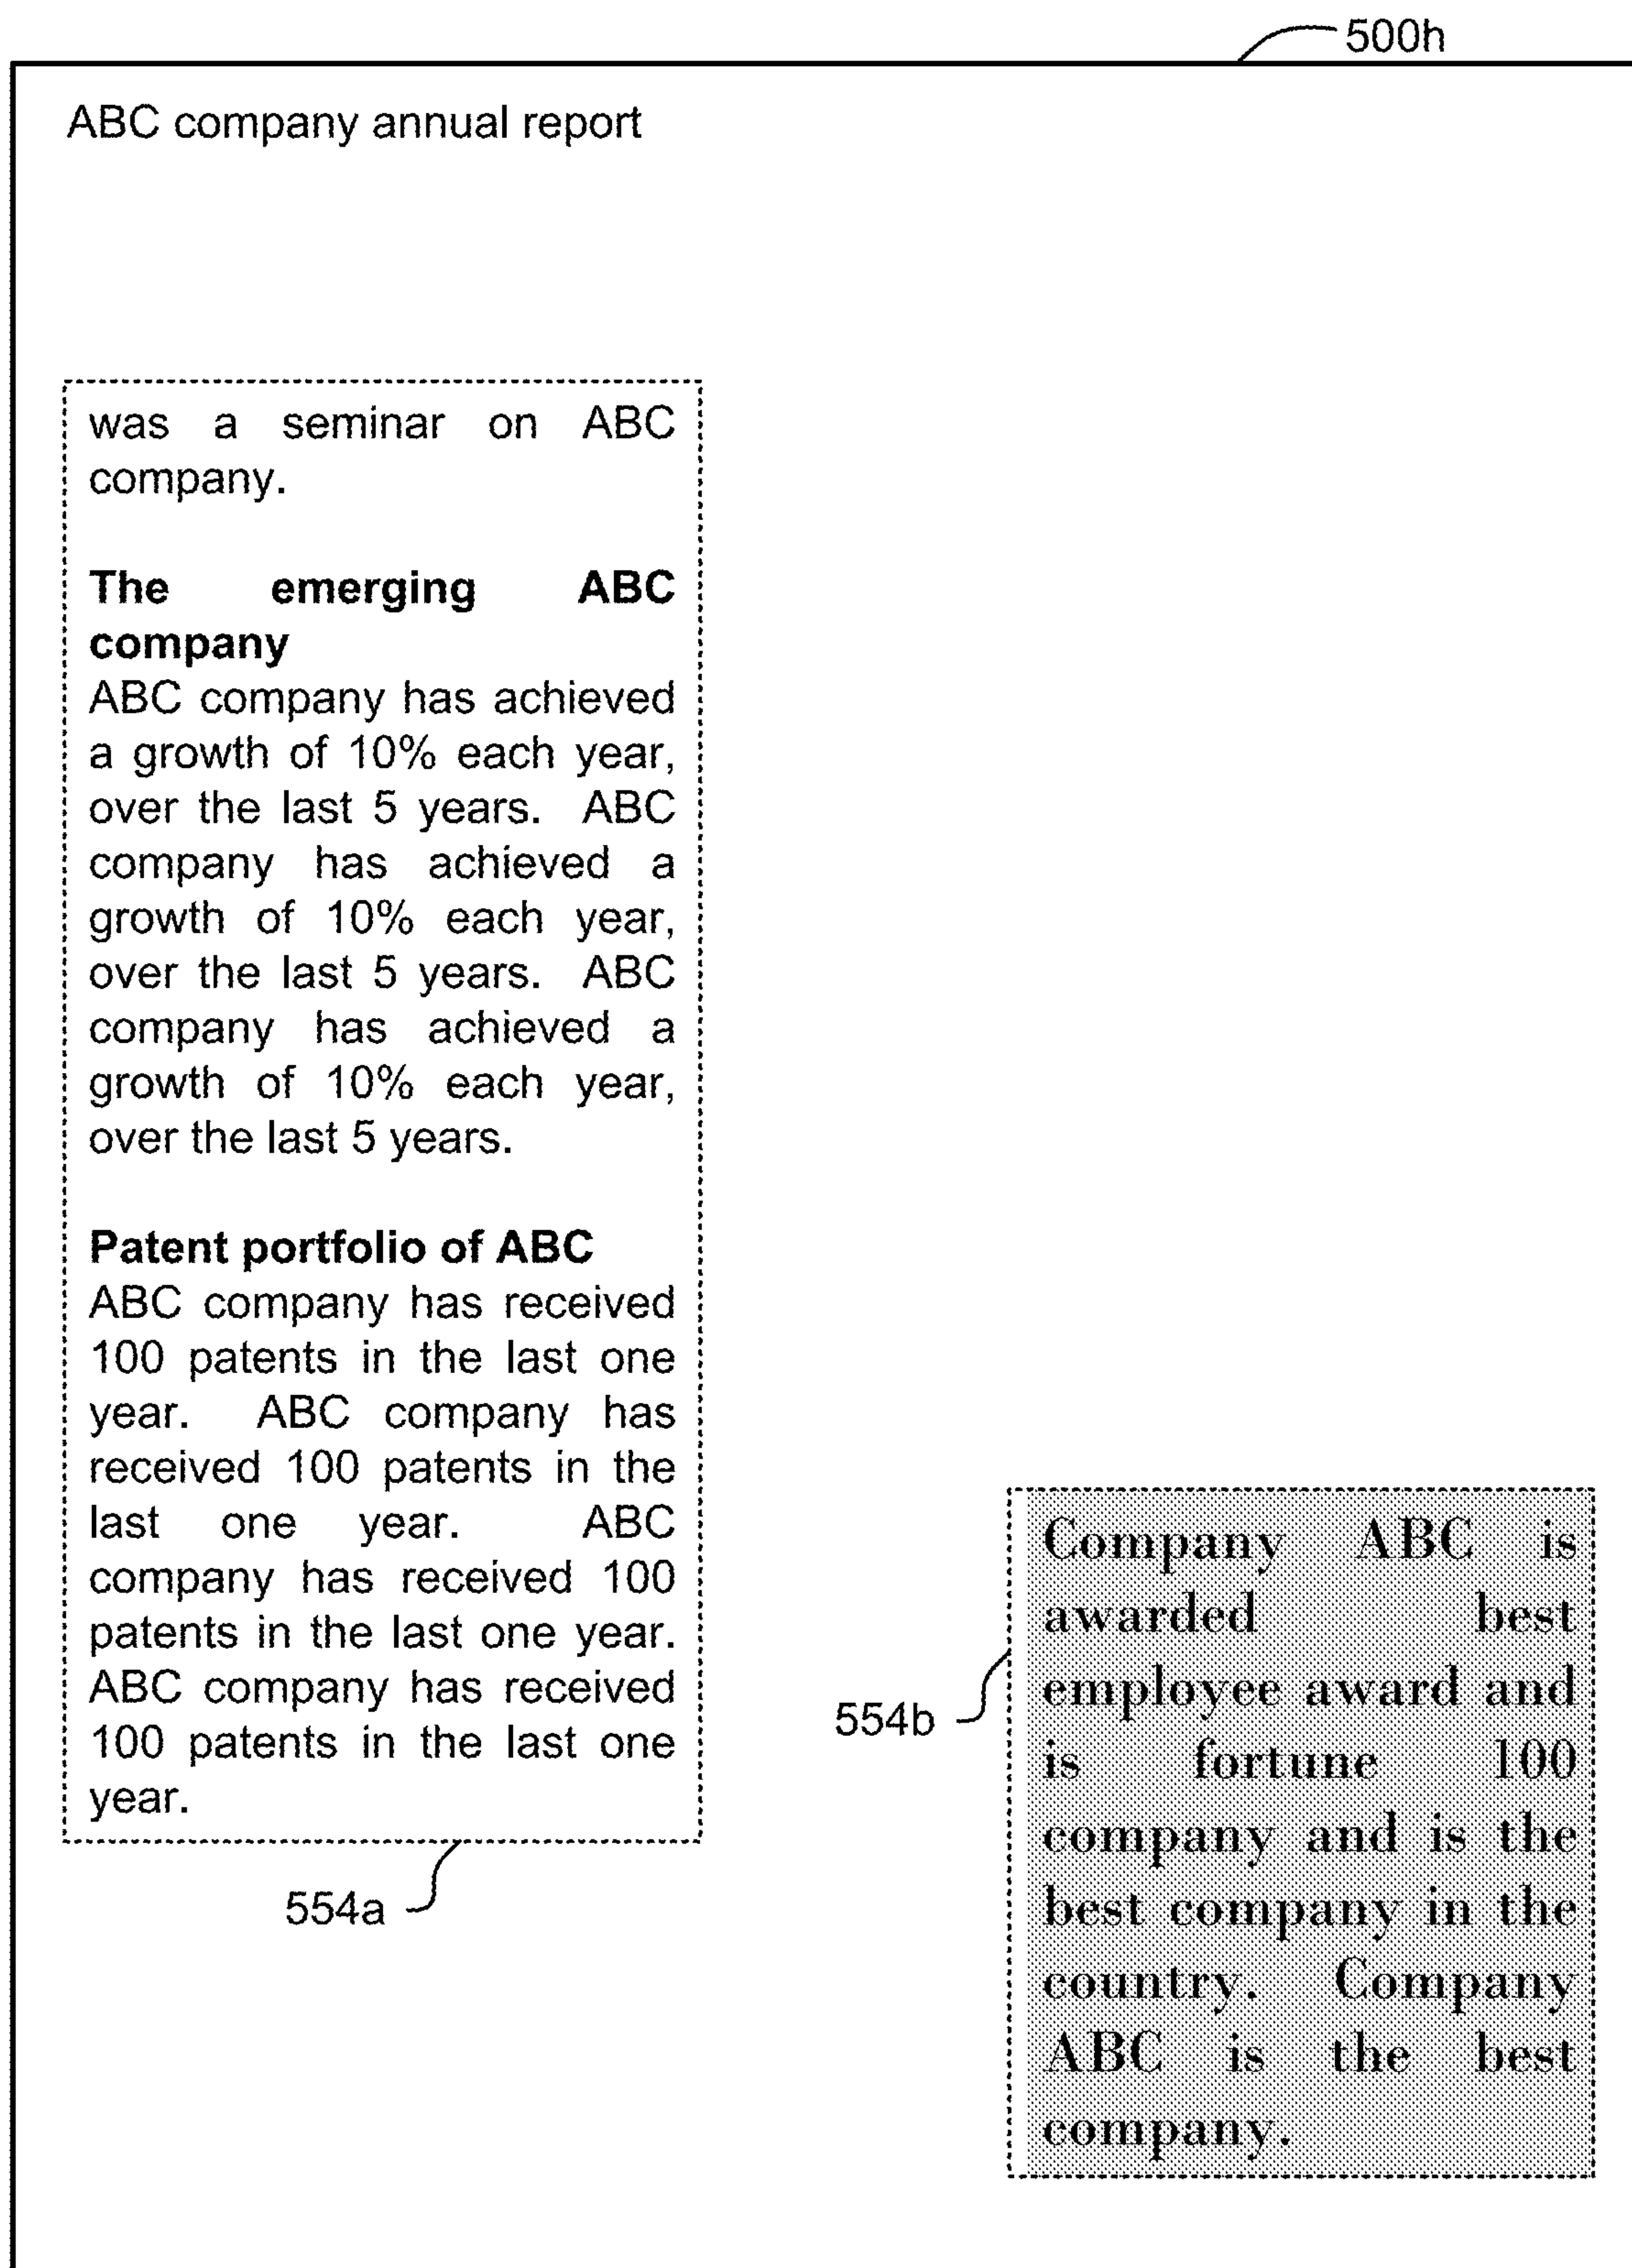 500h
ABC company annual report
was a seminar on ABC
company.
The emerging ABC
company
ABC company has achieved
a growth of 10% each year,
over the last 5 years. ABC
company has achieved a
growth of 10% each year,
over the last 5 years. ABC
company has achieved a
growth of 10% each year,
over the last 5 years.
Patent portfolio of ABC
ABC company has received
100 patents in the last one
year. ABC company has
received 100 patents in the
last one year. ABC
company has received 100
patents in the last one year.
ABC company has received
100 patents in the last one
year.
554a
Company ABC is
awarded best
employee award and
is fortune 100
company and is the
best company in the
country. Company
ABC is the best
company.
554b